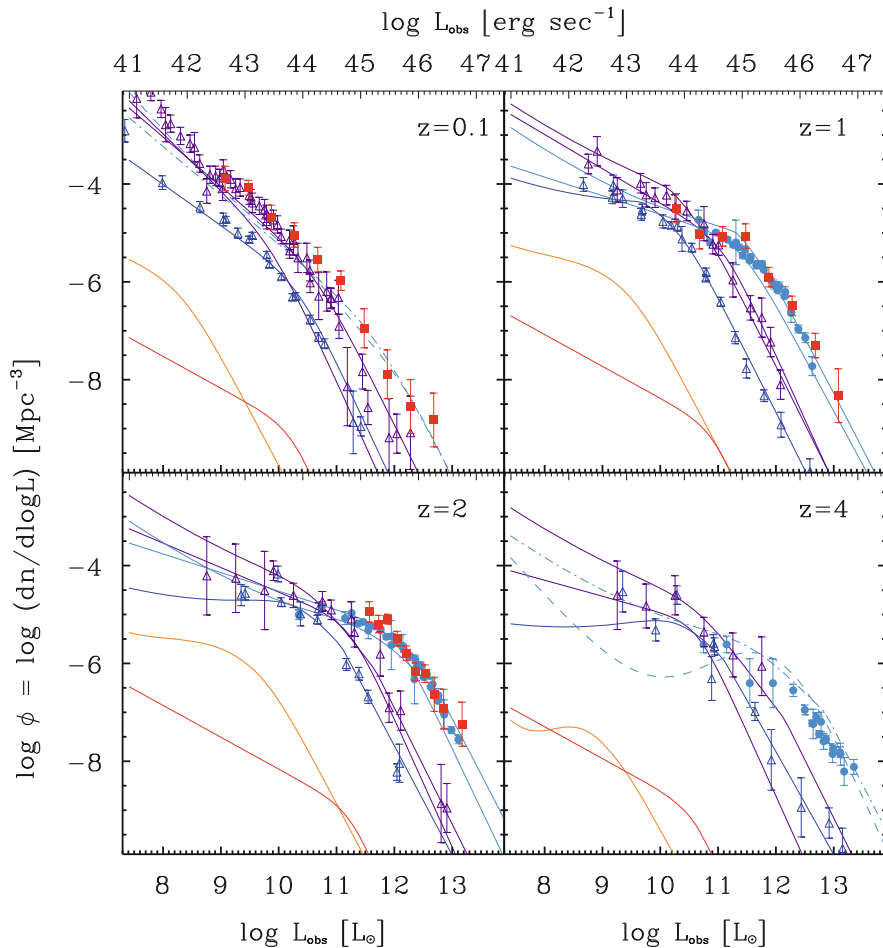 log L_obs [erg sec⁻¹]
41 42 43 44 45 46 47 41 42 43 44 45 46 47
z=0.1 z=1
−4 −6 −8
z=2 z=4
−4 −6 −8
log ϕ = log (dn/dlogL) [Mpc⁻³]
8 9 10 11 12 13 8 9 10 11 12 13
log L_obs [L_⊙] log L_obs [L_⊙]